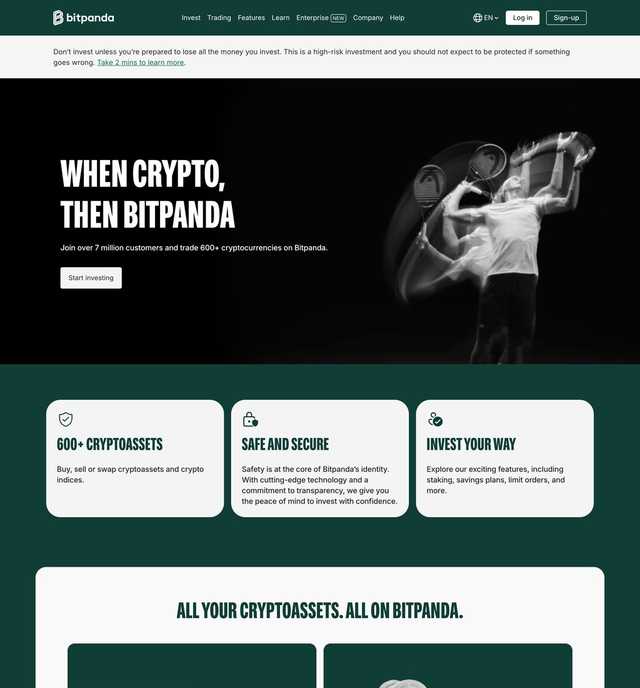 bitpanda
Invest Trading Features Learn Enterprise NEW Company Help
EN
Log in
Sign-up
Don't invest unless you're prepared to lose all the money you invest. This is a high-risk investment and you should not expect to be protected if something
goes wrong. Take 2 mins to learn more.
WHEN CRYPTO,
THEN BITPANDA
Join over 7 million customers and trade 600+ cryptocurrencies on Bitpanda.
Start investing
600+ CRYPTOASSETS
Buy, sell or swap cryptoassets and crypto
indices.
SAFE AND SECURE
Safety is at the core of Bitpanda's identity.
With cutting-edge technology and a
commitment to transparency, we give you
the peace of mind to invest with confidence.
INVEST YOUR WAY
Explore our exciting features, including
staking, savings plans, limit orders, and
more.
ALL YOUR CRYPTOASSETS. ALL ON BITPANDA.